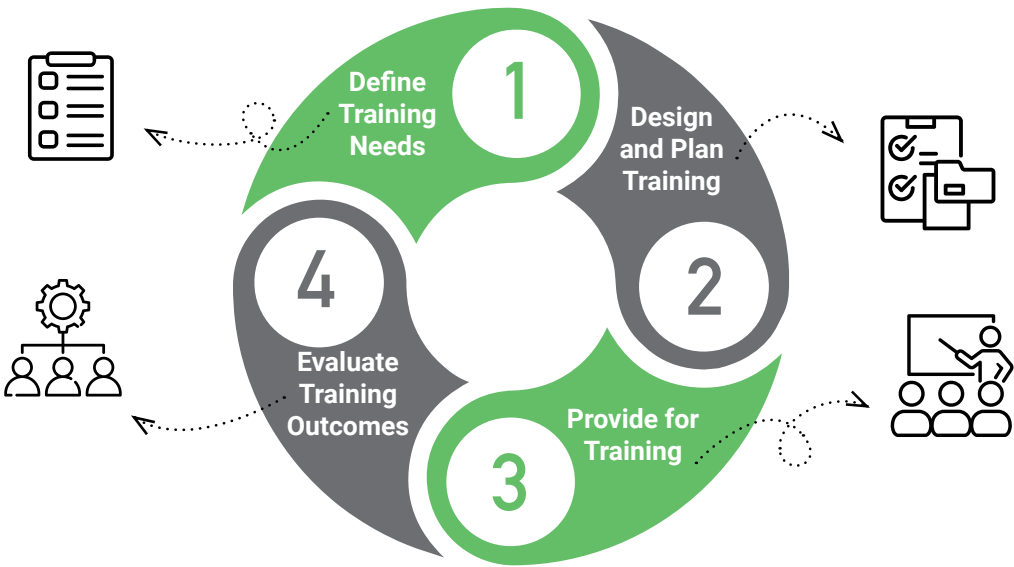 1
Define
Training
Needs
2
Design
and Plan
Training
3
Provide for
Training
4
Evaluate
Training
Outcomes